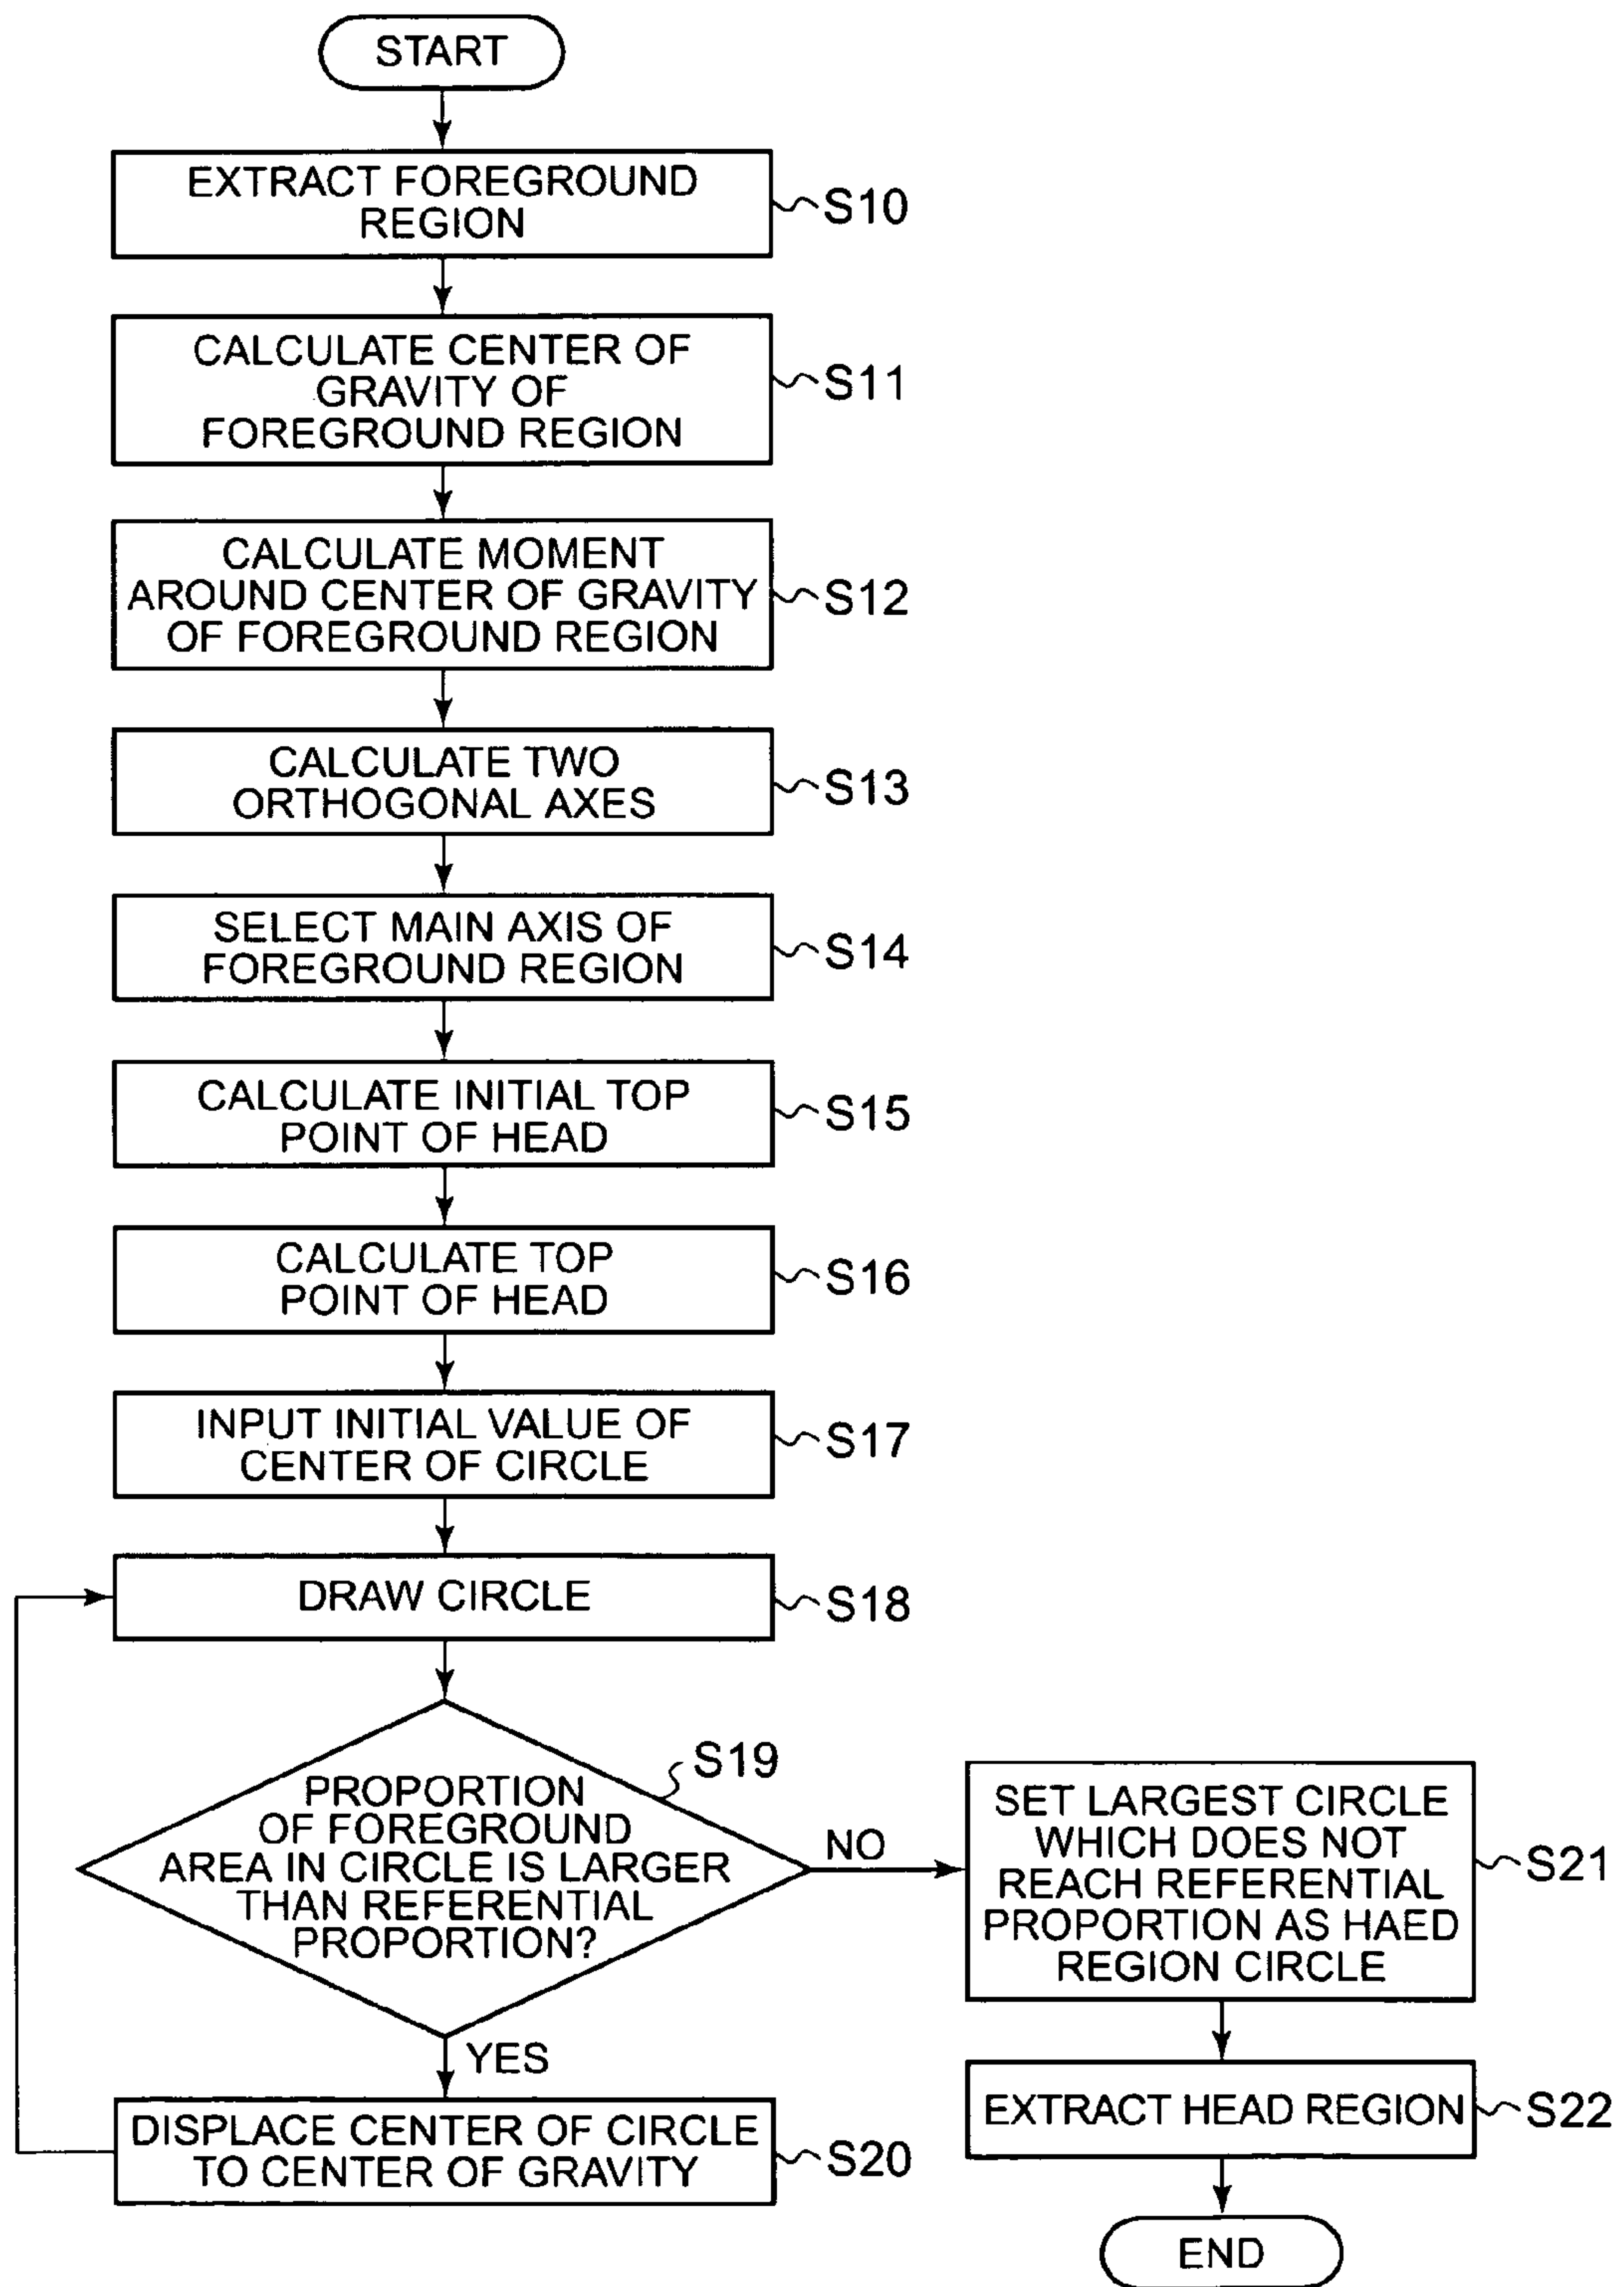 START
EXTRACT FOREGROUND
REGION
S10
CALCULATE CENTER OF
GRAVITY OF
FOREGROUND REGION
S11
CALCULATE MOMENT
AROUND CENTER OF GRAVITY
OF FOREGROUND REGION
S12
CALCULATE TWO
ORTHOGONAL AXES
S13
SELECT MAIN AXIS OF
FOREGROUND REGION
S14
CALCULATE INITIAL TOP
POINT OF HEAD
S15
CALCULATE TOP
POINT OF HEAD
S16
INPUT INITIAL VALUE OF
CENTER OF CIRCLE
S17
DRAW CIRCLE
S18
S19
PROPORTION
OF FOREGROUND
AREA IN CIRCLE IS LARGER
THAN REFERENTIAL
PROPORTION?
NO
YES
DISPLACE CENTER OF CIRCLE
TO CENTER OF GRAVITY
S20
SET LARGEST CIRCLE
WHICH DOES NOT
REACH REFERENTIAL
PROPORTION AS HAED
REGION CIRCLE
S21
EXTRACT HEAD REGION
S22
END